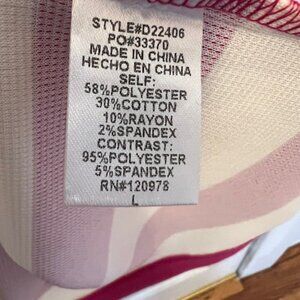 STYLE#D22406
PO#33370
MADE IN CHINA
HECHO EN CHINA
SELF:
58%POLYESTER
30%COTTON
10%RAYON
2%SPANDEX
CONTRAST:
95%POLYESTER
5%SPANDEX
RN#120978
L